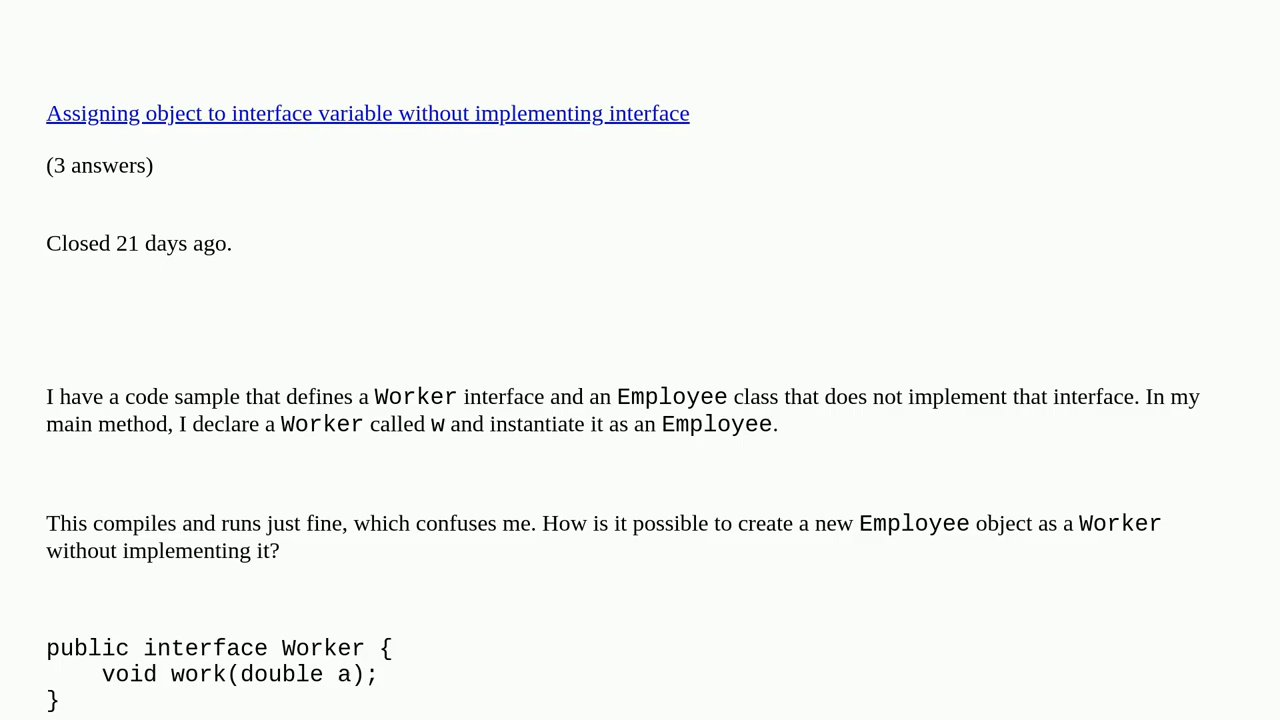 Assigning object to interface variable without implementing interface
(3 answers)
Closed 21 days ago.
I have a code sample that defines a Worker interface and an Employee class that does not implement that interface. In my
main method, I declare a Worker called w and instantiate it as an Employee.
This compiles and runs just fine, which confuses me. How is it possible to create a new Employee object as a Worker
without implementing it?
public interface Worker {
    void work(double a);
}